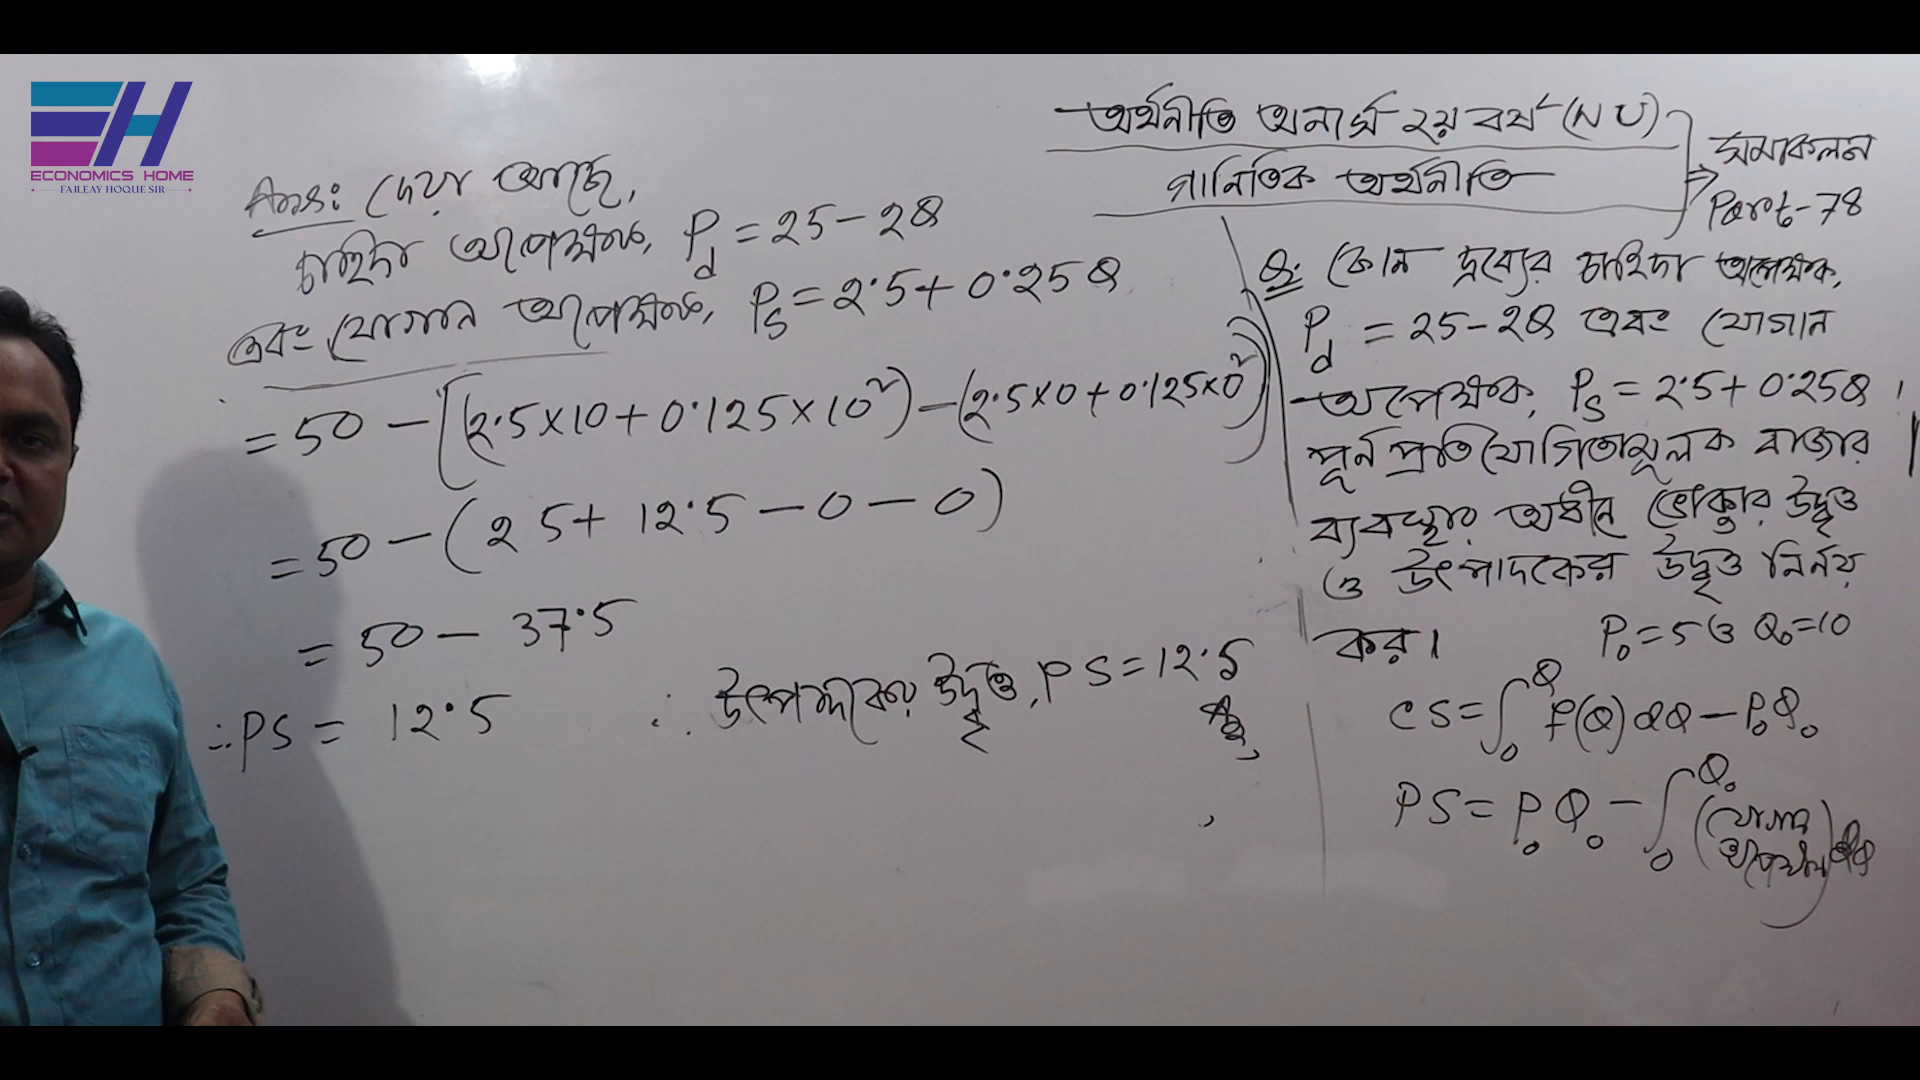 ECONOMICS HOME
FAILEAY HOQUE SIR
অর্থনীতি অনার্স ২য় বর্ষ (NU)
গানিতিক অর্থনীতি
সমাকলন
Part-78
Ans: দেয়া আছে,
চাহিদা অপেক্ষক, Pd = 25-2Q
এবং যোগান অপেক্ষক, Ps = 2.5+0.25Q
= 50 - [(2.5×10+0.125×10²) - (2.5×0+0.125×0²)]
= 50 - (25+12.5-0-0)
= 50 - 37.5
∴ PS = 12.5
∴ উৎপাদকের উদ্বৃত্ত, PS = 12.5
Q: কোন দ্রব্যের চাহিদা অপেক্ষক,
Pd = 25-2Q এবং যোগান
অপেক্ষক, Ps = 2.5+0.25Q ।
পূর্ন প্রতিযোগিতামূলক বাজার
ব্যবস্থার অধীন ভোক্তার উদ্বৃত্ত
ও উৎপাদকের উদ্বৃত্ত নির্নয়
কর।
P₀=5 ও Q₀=10
CS = ∫₀^Q f(Q)dQ - P₀Q₀
PS = P₀Q₀ - ∫₀^Q₀ (যোগান অপেক্ষক)dQ